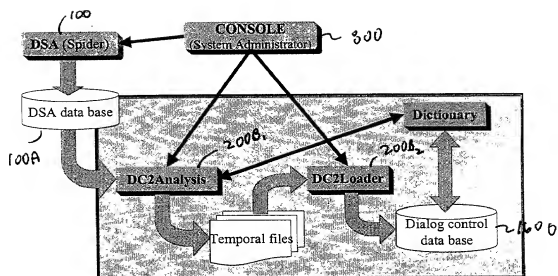 100
CONSOLE
(System Administrator)
300
DSA (Spider)
DSA data base
100A
Dictionary
200B1
200B2
DC2Analysis
DC2Loader
Temporal files
Dialog control
data base
1600